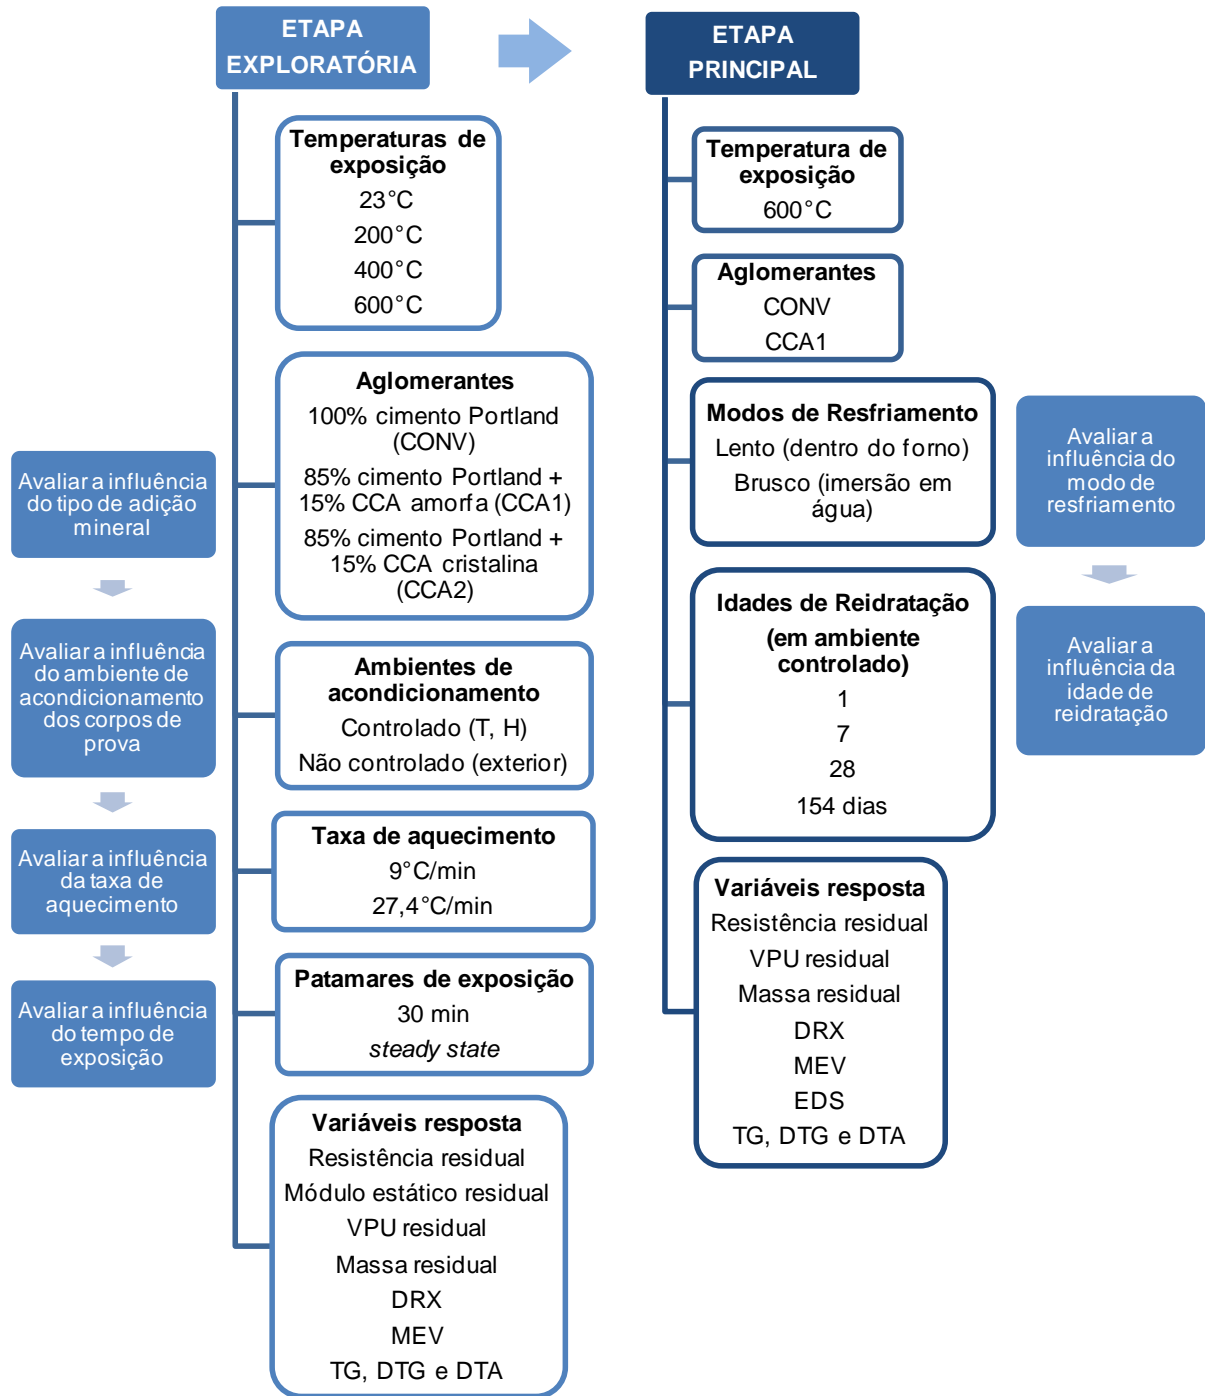 ETAPA
EXPLORATÓRIA
Temperaturas de
exposição
23°C
200°C
400°C
600°C
Aglomerantes
100% cimento Portland
(CONV)
85% cimento Portland +
15% CCA amorfa (CCA1)
85% cimento Portland +
15% CCA cristalina
(CCA2)
Ambientes de
acondicionamento
Controlado (T, H)
Não controlado (exterior)
Taxa de aquecimento
9°C/min
27,4°C/min
Patamares de exposição
30 min
steady state
Variáveis resposta
Resistência residual
Módulo estático residual
VPU residual
Massa residual
DRX
MEV
TG, DTG e DTA
Avaliar a influência
do tipo de adição
mineral
Avaliar a influência
do ambiente de
acondicionamento
dos corpos de
prova
Avaliar a influência
da taxa de
aquecimento
Avaliar a influência
do tempo de
exposição
ETAPA
PRINCIPAL
Temperatura de
exposição
600°C
Aglomerantes
CONV
CCA1
Modos de Resfriamento
Lento (dentro do forno)
Brusco (imersão em
água)
Idades de Reidratação
(em ambiente
controlado)
1
7
28
154 dias
Variáveis resposta
Resistência residual
VPU residual
Massa residual
DRX
MEV
EDS
TG, DTG e DTA
Avaliar a
influência do
modo de
resfriamento
Avaliar a
influência da
idade de
reidratação